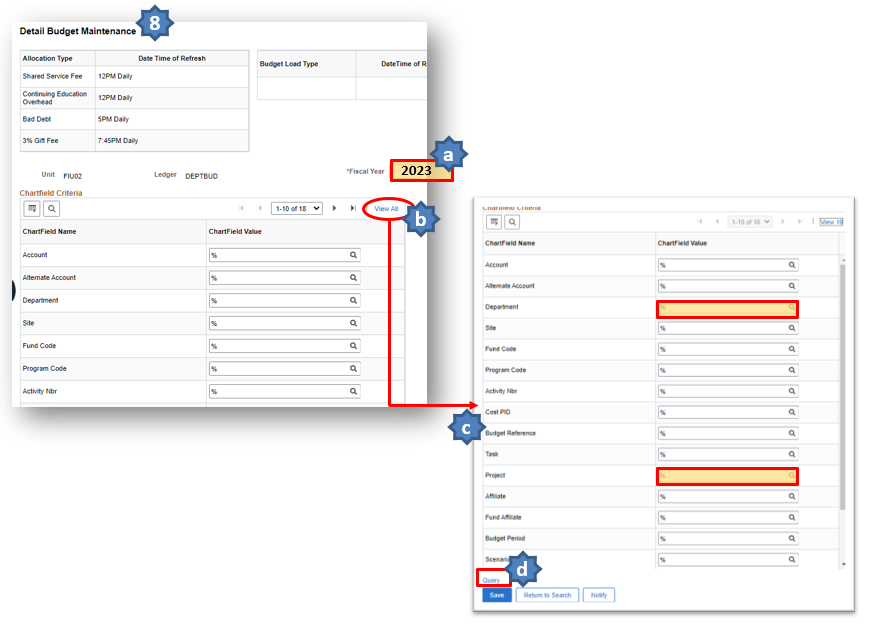 8
Detail Budget Maintenance
Allocation Type Date Time of Refresh
Shared Service Fee 12PM Daily
Continuing Education
Overhead 12PM Daily
Bad Debt 5PM Daily
3% Gift Fee 7:45PM Daily
Budget Load Type DateTime of R
a
Unit FIU02 Ledger DEPTBUD *Fiscal Year 2023
Chartfield Criteria
1-10 of 18 View All
b
ChartField Name ChartField Value
Account %
Alternate Account %
Department %
Site %
Fund Code %
Program Code %
Activity Nbr %
c
Chartfield Criteria
1-18 of 18 View 10
ChartField Name ChartField Value
Account %
Alternate Account %
Department %
Site %
Fund Code %
Program Code %
Activity Nbr %
Cost PID %
Budget Reference %
Task %
Project %
Affiliate %
Fund Affiliate %
Budget Period %
Scenario %
d
Query
Save Return to Search Notify